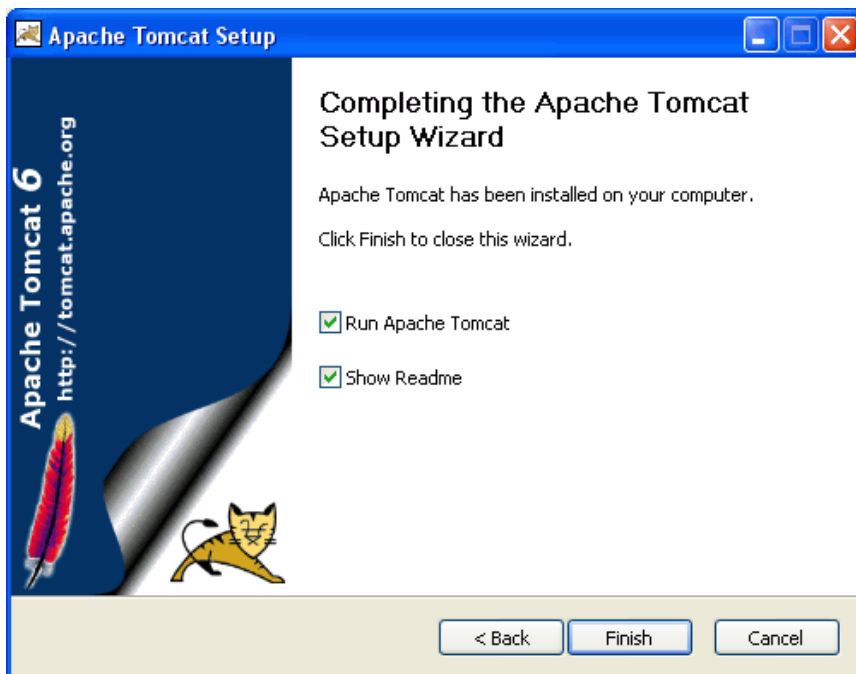 Apache Tomcat Setup
Apache Tomcat 6
http://tomcat.apache.org
Completing the Apache Tomcat
Setup Wizard
Apache Tomcat has been installed on your computer.
Click Finish to close this wizard.
Run Apache Tomcat
Show Readme
< Back
Finish
Cancel